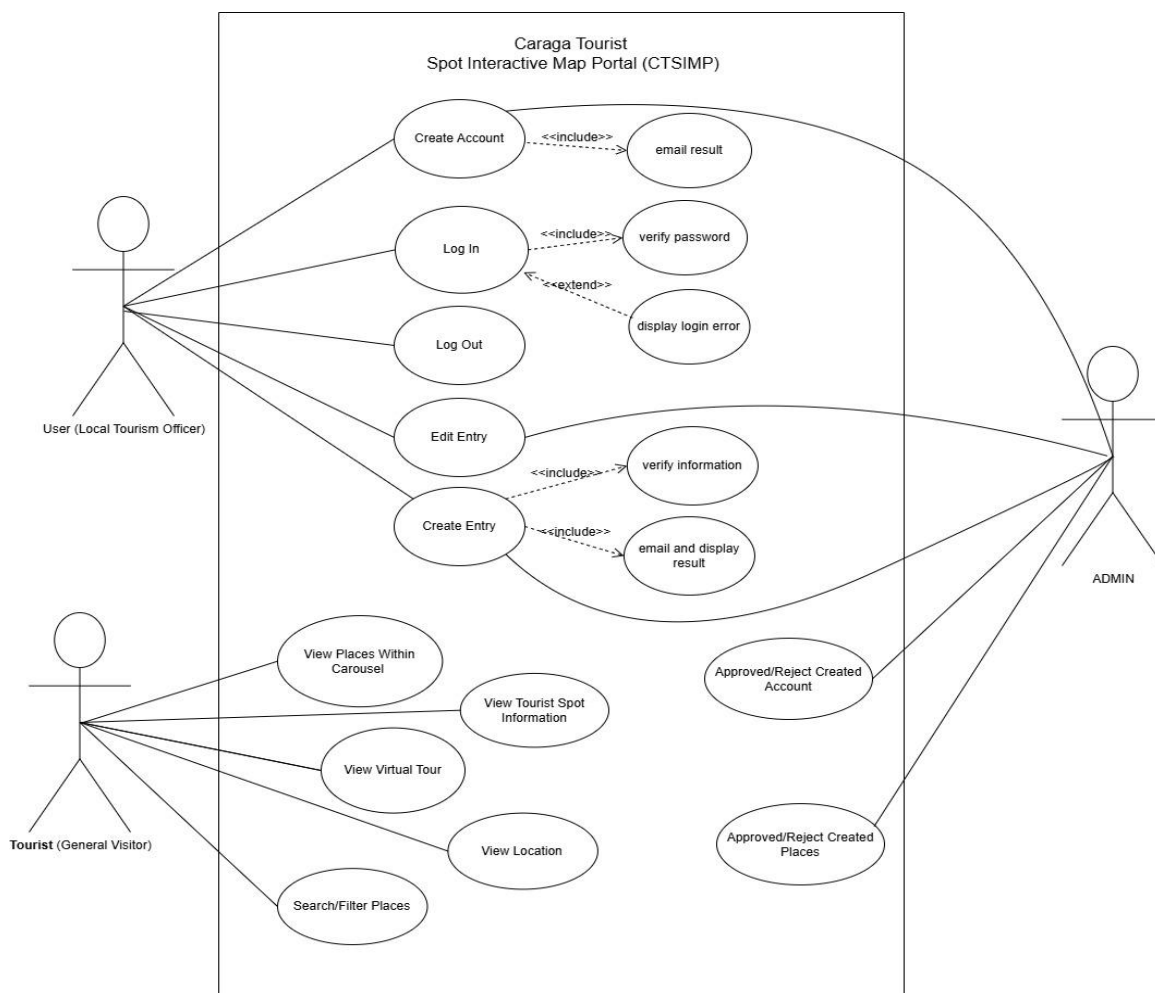 Caraga Tourist
Spot Interactive Map Portal (CTSIMP)
Create Account
<<include>>
email result
Log In
<<include>>
verify password
<<extend>>
display login error
Log Out
User (Local Tourism Officer)
Edit Entry
<<include>>
verify information
Create Entry
<<include>>
email and display
result
ADMIN
View Places Within
Carousel
View Tourist Spot
Information
Approved/Reject Created
Account
View Virtual Tour
Tourist (General Visitor)
View Location
Approved/Reject Created
Places
Search/Filter Places